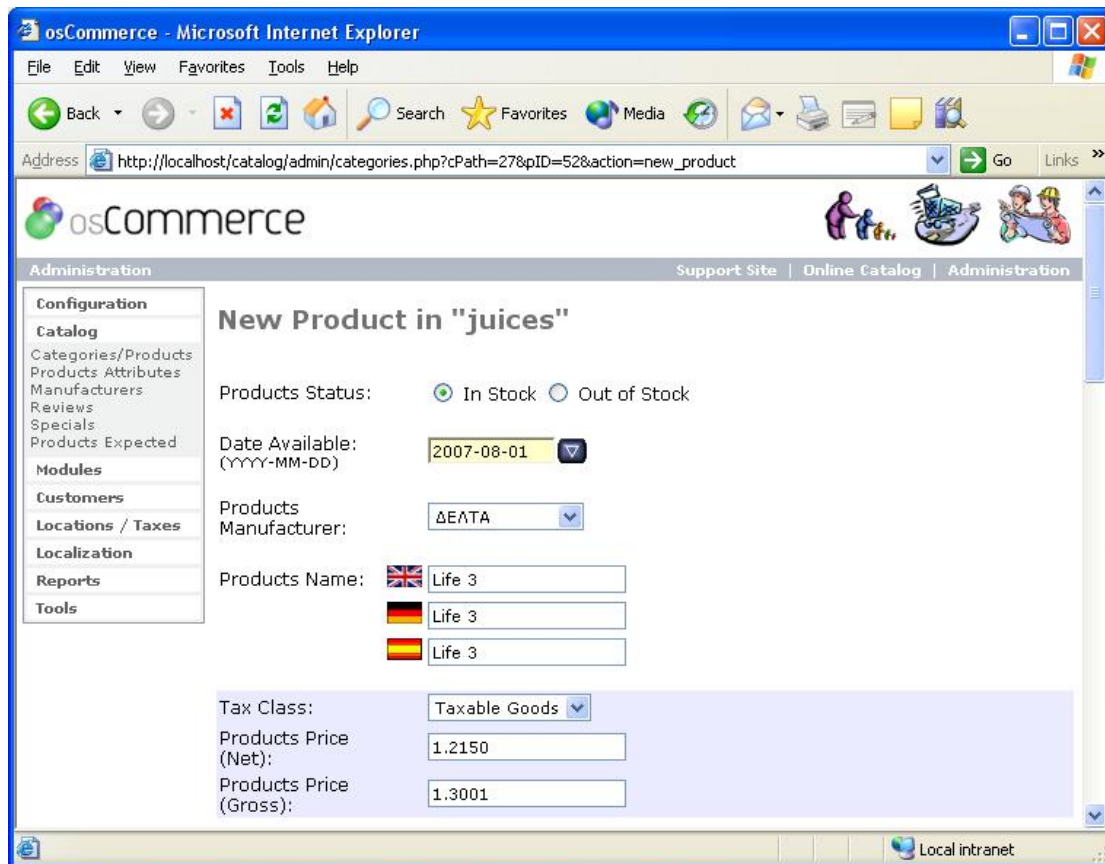 osCommerce - Microsoft Internet Explorer
File Edit View Favorites Tools Help
Back Search Favorites Media
Address http://localhost/catalog/admin/categories.php?cPath=27&pID=52&action=new_product Go Links »
osCommerce
Administration Support Site | Online Catalog | Administration
Configuration
Catalog
Categories/Products
Products Attributes
Manufacturers
Reviews
Specials
Products Expected
Modules
Customers
Locations / Taxes
Localization
Reports
Tools
New Product in "juices"
Products Status: In Stock Out of Stock
Date Available: 2007-08-01
(YYYY-MM-DD)
Products
Manufacturer: ΔΕΛΤΑ
Products Name: Life 3
Life 3
Life 3
Tax Class: Taxable Goods
Products Price
(Net): 1.2150
Products Price
(Gross): 1.3001
Local intranet